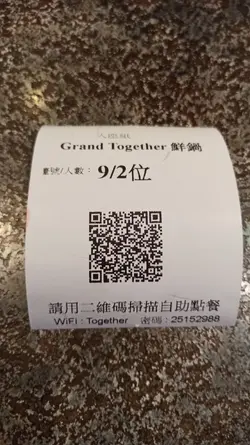 Grand Together 鮮鍋
檯號/人數： 9/2位
請用二維碼掃描自助點餐
WiFi : Together 密碼 : 25152988